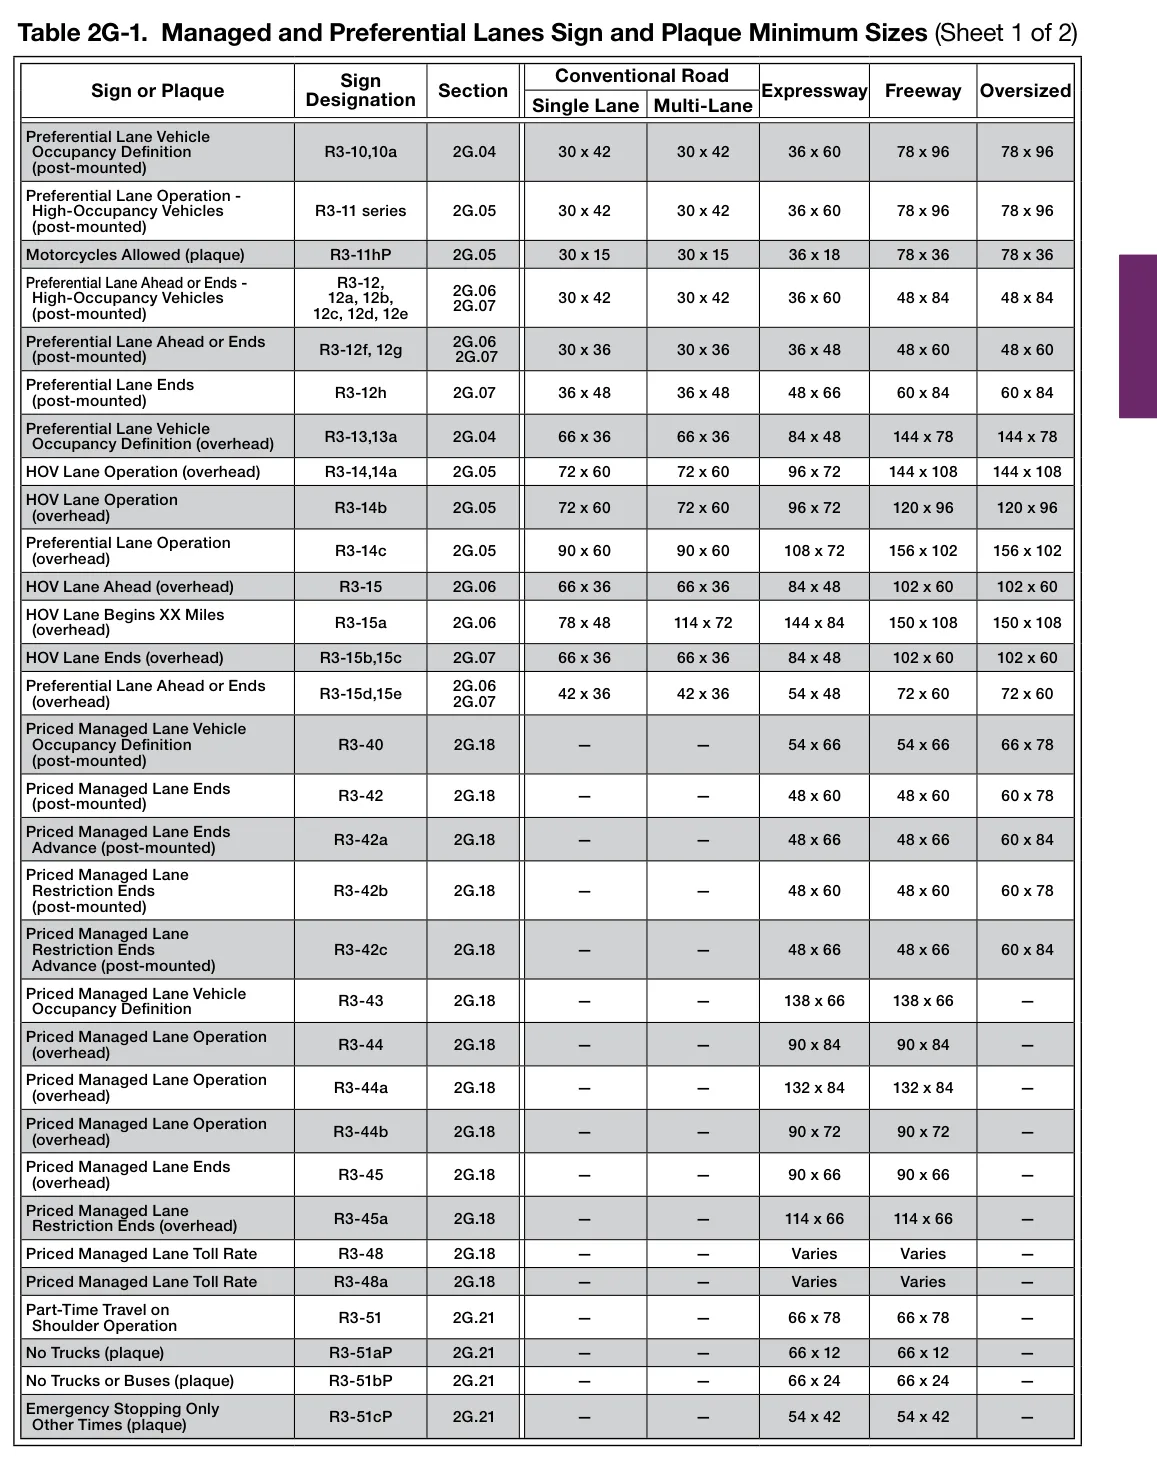 Table 2G-1. Managed and Preferential Lanes Sign and Plaque Minimum Sizes (Sheet 1 of 2)
Sign or Plaque | Sign Designation | Section | Conventional Road | Expressway | Freeway | Oversized
Single Lane | Multi-Lane
Preferential Lane Vehicle Occupancy Definition (post-mounted) | R3-10,10a | 2G.04 | 30 x 42 | 30 x 42 | 36 x 60 | 78 x 96 | 78 x 96
Preferential Lane Operation - High-Occupancy Vehicles (post-mounted) | R3-11 series | 2G.05 | 30 x 42 | 30 x 42 | 36 x 60 | 78 x 96 | 78 x 96
Motorcycles Allowed (plaque) | R3-11hP | 2G.05 | 30 x 15 | 30 x 15 | 36 x 18 | 78 x 36 | 78 x 36
Preferential Lane Ahead or Ends - High-Occupancy Vehicles (post-mounted) | R3-12, 12a, 12b, 12c, 12d, 12e | 2G.06 2G.07 | 30 x 42 | 30 x 42 | 36 x 60 | 48 x 84 | 48 x 84
Preferential Lane Ahead or Ends (post-mounted) | R3-12f, 12g | 2G.06 2G.07 | 30 x 36 | 30 x 36 | 36 x 48 | 48 x 60 | 48 x 60
Preferential Lane Ends (post-mounted) | R3-12h | 2G.07 | 36 x 48 | 36 x 48 | 48 x 66 | 60 x 84 | 60 x 84
Preferential Lane Vehicle Occupancy Definition (overhead) | R3-13,13a | 2G.04 | 66 x 36 | 66 x 36 | 84 x 48 | 144 x 78 | 144 x 78
HOV Lane Operation (overhead) | R3-14,14a | 2G.05 | 72 x 60 | 72 x 60 | 96 x 72 | 144 x 108 | 144 x 108
HOV Lane Operation (overhead) | R3-14b | 2G.05 | 72 x 60 | 72 x 60 | 96 x 72 | 120 x 96 | 120 x 96
Preferential Lane Operation (overhead) | R3-14c | 2G.05 | 90 x 60 | 90 x 60 | 108 x 72 | 156 x 102 | 156 x 102
HOV Lane Ahead (overhead) | R3-15 | 2G.06 | 66 x 36 | 66 x 36 | 84 x 48 | 102 x 60 | 102 x 60
HOV Lane Begins XX Miles (overhead) | R3-15a | 2G.06 | 78 x 48 | 114 x 72 | 144 x 84 | 150 x 108 | 150 x 108
HOV Lane Ends (overhead) | R3-15b,15c | 2G.07 | 66 x 36 | 66 x 36 | 84 x 48 | 102 x 60 | 102 x 60
Preferential Lane Ahead or Ends (overhead) | R3-15d,15e | 2G.06 2G.07 | 42 x 36 | 42 x 36 | 54 x 48 | 72 x 60 | 72 x 60
Priced Managed Lane Vehicle Occupancy Definition (post-mounted) | R3-40 | 2G.18 | — | — | 54 x 66 | 54 x 66 | 66 x 78
Priced Managed Lane Ends (post-mounted) | R3-42 | 2G.18 | — | — | 48 x 60 | 48 x 60 | 60 x 78
Priced Managed Lane Ends Advance (post-mounted) | R3-42a | 2G.18 | — | — | 48 x 66 | 48 x 66 | 60 x 84
Priced Managed Lane Restriction Ends (post-mounted) | R3-42b | 2G.18 | — | — | 48 x 60 | 48 x 60 | 60 x 78
Priced Managed Lane Restriction Ends Advance (post-mounted) | R3-42c | 2G.18 | — | — | 48 x 66 | 48 x 66 | 60 x 84
Priced Managed Lane Vehicle Occupancy Definition | R3-43 | 2G.18 | — | — | 138 x 66 | 138 x 66 | —
Priced Managed Lane Operation (overhead) | R3-44 | 2G.18 | — | — | 90 x 84 | 90 x 84 | —
Priced Managed Lane Operation (overhead) | R3-44a | 2G.18 | — | — | 132 x 84 | 132 x 84 | —
Priced Managed Lane Operation (overhead) | R3-44b | 2G.18 | — | — | 90 x 72 | 90 x 72 | —
Priced Managed Lane Ends (overhead) | R3-45 | 2G.18 | — | — | 90 x 66 | 90 x 66 | —
Priced Managed Lane Restriction Ends (overhead) | R3-45a | 2G.18 | — | — | 114 x 66 | 114 x 66 | —
Priced Managed Lane Toll Rate | R3-48 | 2G.18 | — | — | Varies | Varies | —
Priced Managed Lane Toll Rate | R3-48a | 2G.18 | — | — | Varies | Varies | —
Part-Time Travel on Shoulder Operation | R3-51 | 2G.21 | — | — | 66 x 78 | 66 x 78 | —
No Trucks (plaque) | R3-51aP | 2G.21 | — | — | 66 x 12 | 66 x 12 | —
No Trucks or Buses (plaque) | R3-51bP | 2G.21 | — | — | 66 x 24 | 66 x 24 | —
Emergency Stopping Only Other Times (plaque) | R3-51cP | 2G.21 | — | — | 54 x 42 | 54 x 42 | —